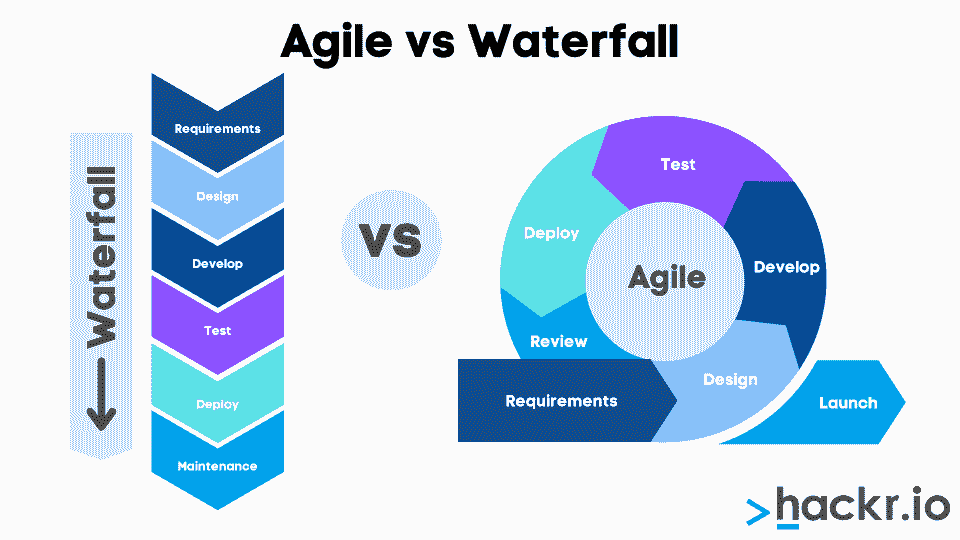 Agile vs Waterfall
Waterfall
Requirements
Design
Develop
Test
Deploy
Maintenance
VS
Agile
Test
Develop
Design
Requirements
Review
Deploy
Launch
>hackr.io